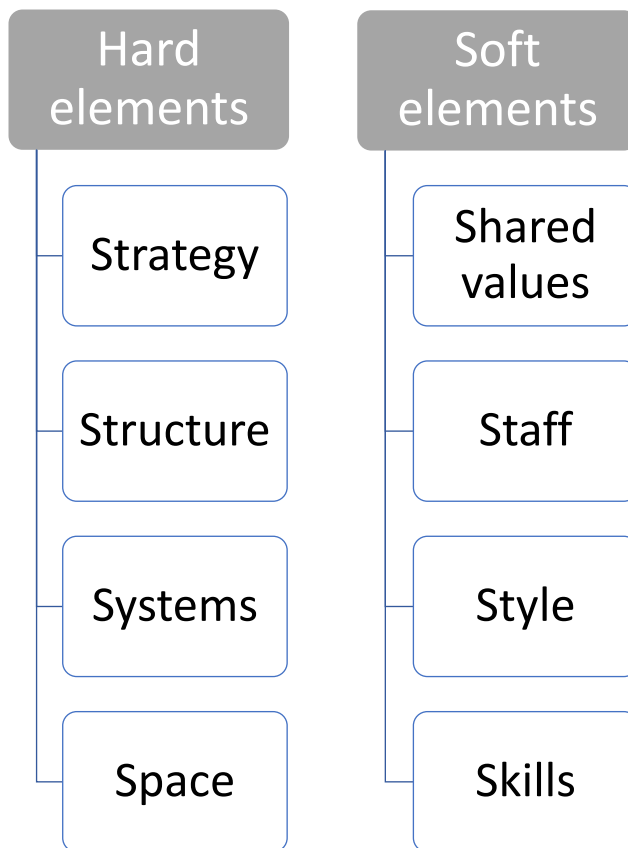 Hard
elements
Strategy
Structure
Systems
Space
Soft
elements
Shared
values
Staff
Style
Skills